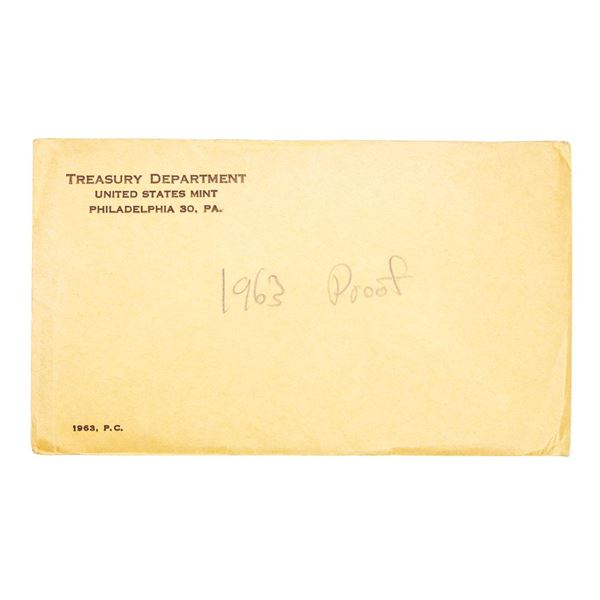 TREASURY DEPARTMENT
UNITED STATES MINT
PHILADELPHIA 30, PA.
1963 Proof
1963, P.C.